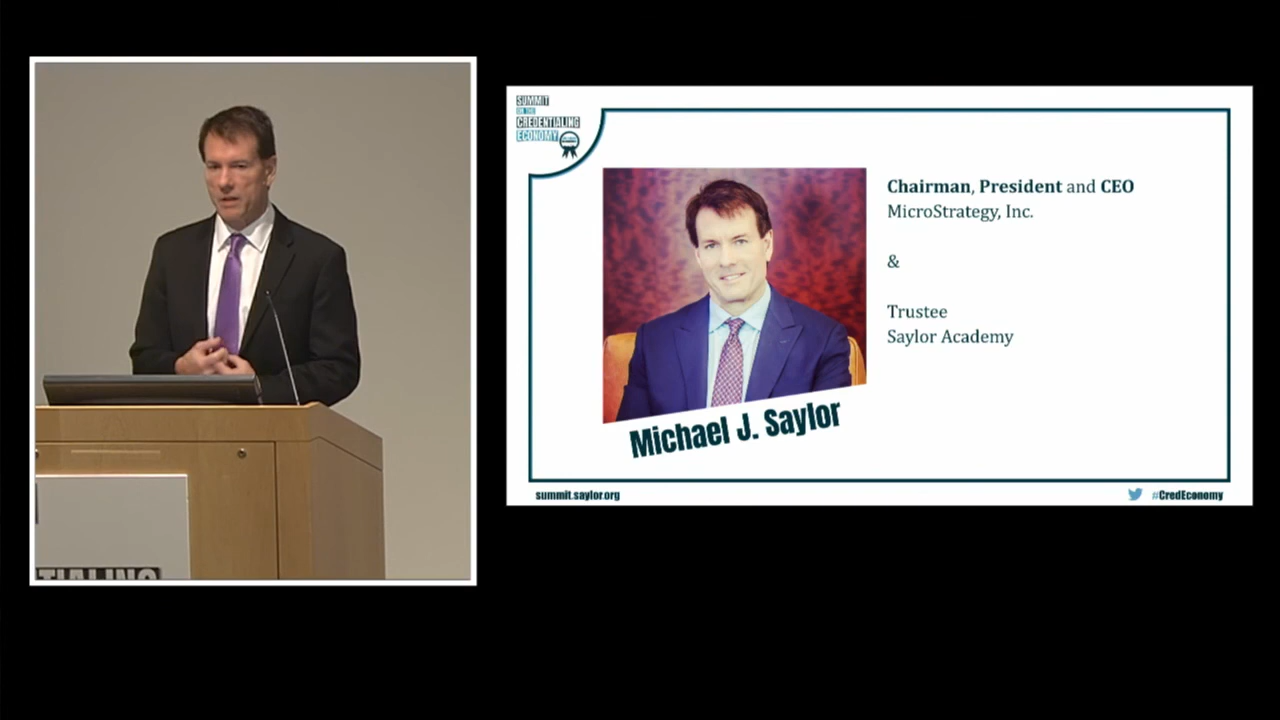 SUMMIT
ON THE
CREDENTIALING
ECONOMY
Chairman, President and CEO
MicroStrategy, Inc.
&
Trustee
Saylor Academy
Michael J. Saylor
summit.saylor.org
#CredEconomy
TIALING